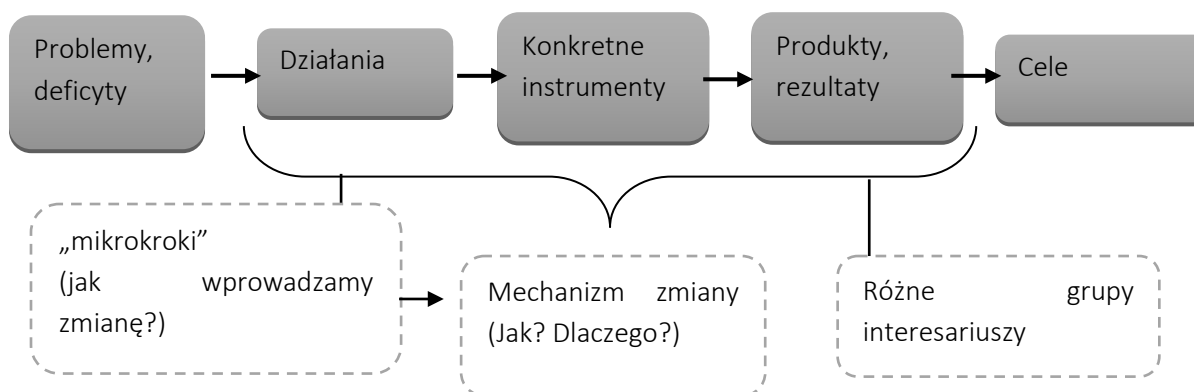 Problemy,
deficyty
Działania
Konkretne
instrumenty
Produkty,
rezultaty
Cele
„mikrokroki”
(jak wprowadzamy
zmianę?)
Mechanizm zmiany
(Jak? Dlaczego?)
Różne grupy
interesariuszy